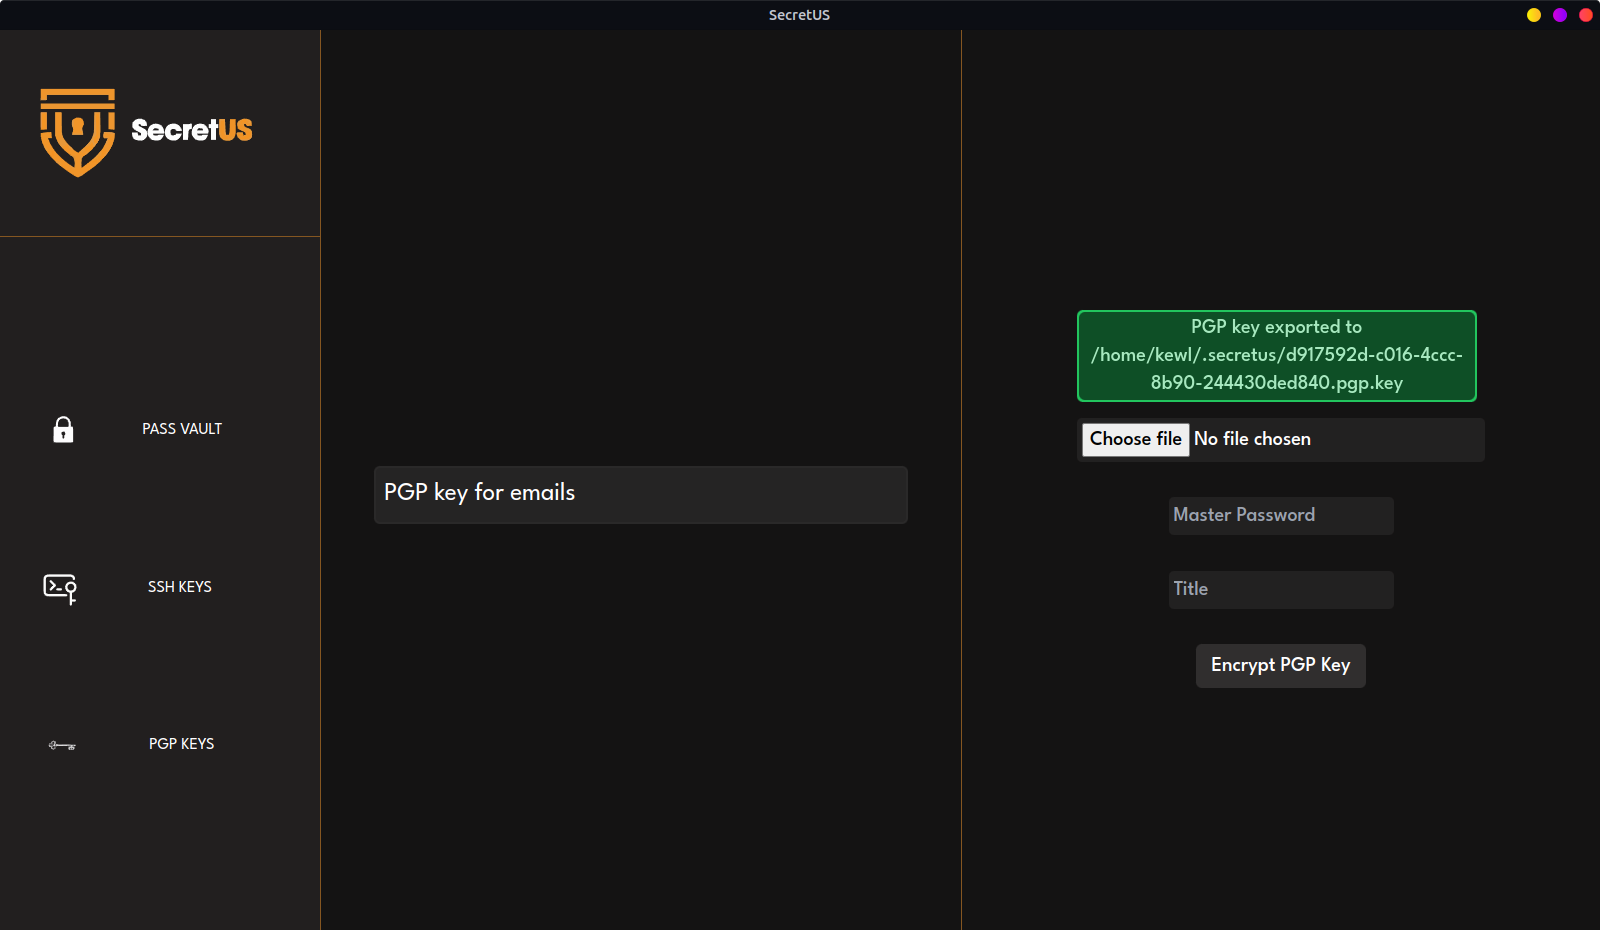 SecretUS
SecretUS
PASS VAULT
SSH KEYS
PGP KEYS
PGP key for emails
PGP key exported to
/home/kewl/.secretus/d917592d-c016-4ccc-
8b90-244430ded840.pgp.key
Choose file No file chosen
Master Password
Title
Encrypt PGP Key